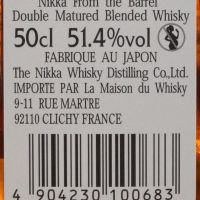 Nikka From the Barrel
Double Matured Blended Whisky
50cl 51.4%vol
FABRIQUE AU JAPON
The Nikka Whisky Distilling Co.,Ltd.
IMPORTE PAR La Maison du Whisky
9-11 RUE MARTRE
92110 CLICHY FRANCE
4 904230 100683